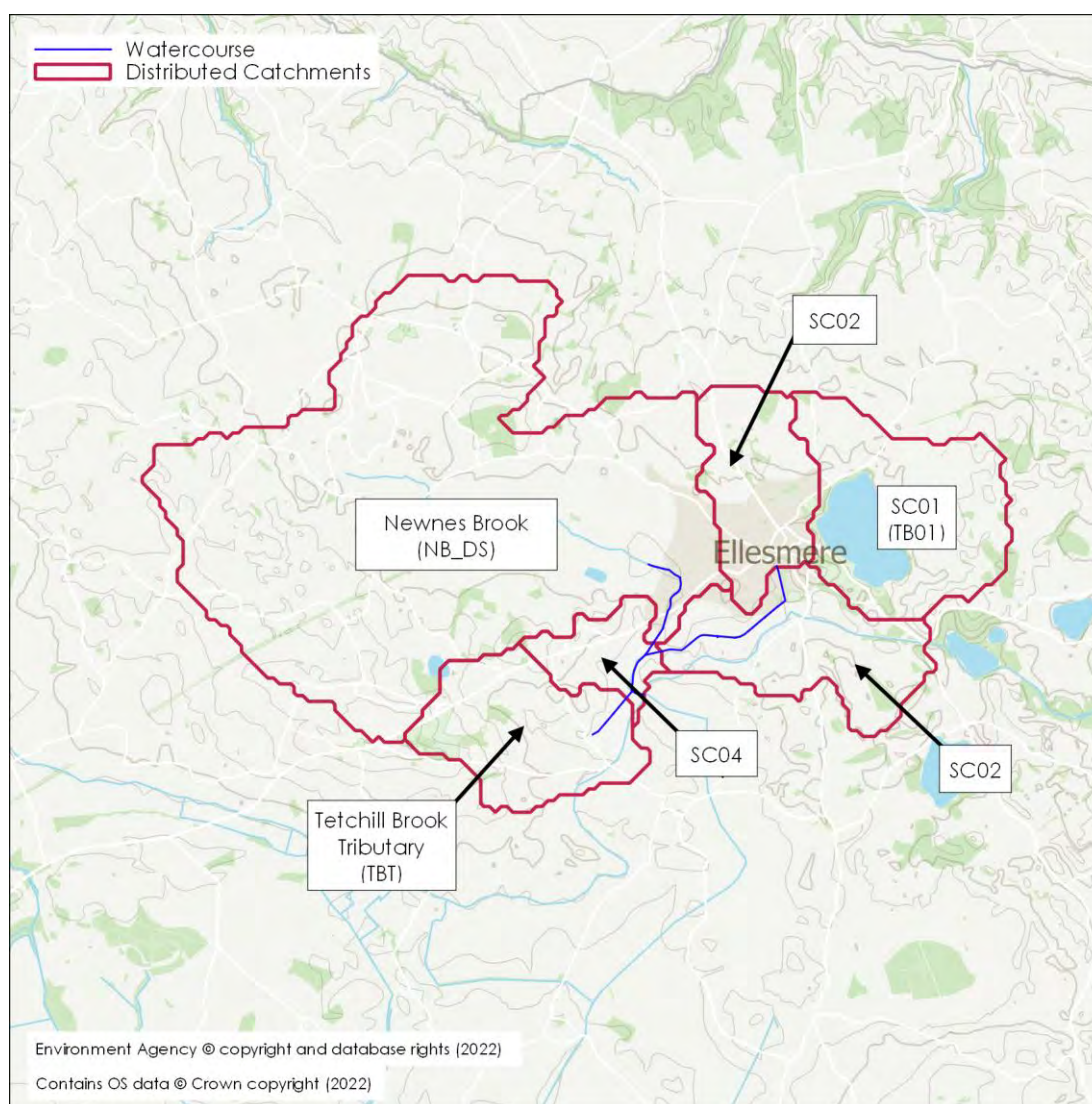 Watercourse
Distributed Catchments
SC02
SC01
(TB01)
Newnes Brook
(NB_DS)
Ellesmere
SC04
SC02
Tetchill Brook
Tributary
(TBT)
Environment Agency © copyright and database rights (2022)
Contains OS data © Crown copyright (2022)